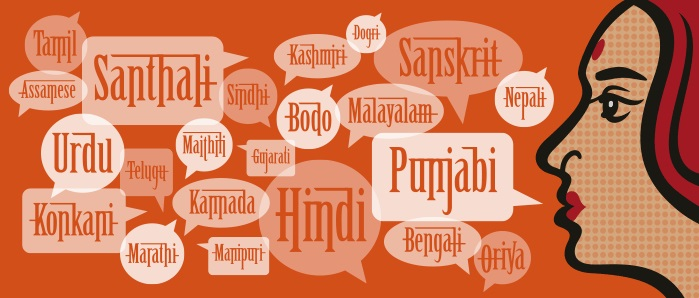 Tamil
Assamese
Santhali
Sindhi
Kashmiri
Dogri
Sanskrit
Nepali
Bodo
Malayalam
Urdu
Telugu
Maithili
Gujarati
Punjabi
Konkani
Kannada
Hindi
Marathi
Manipuri
Bengali
Oriya